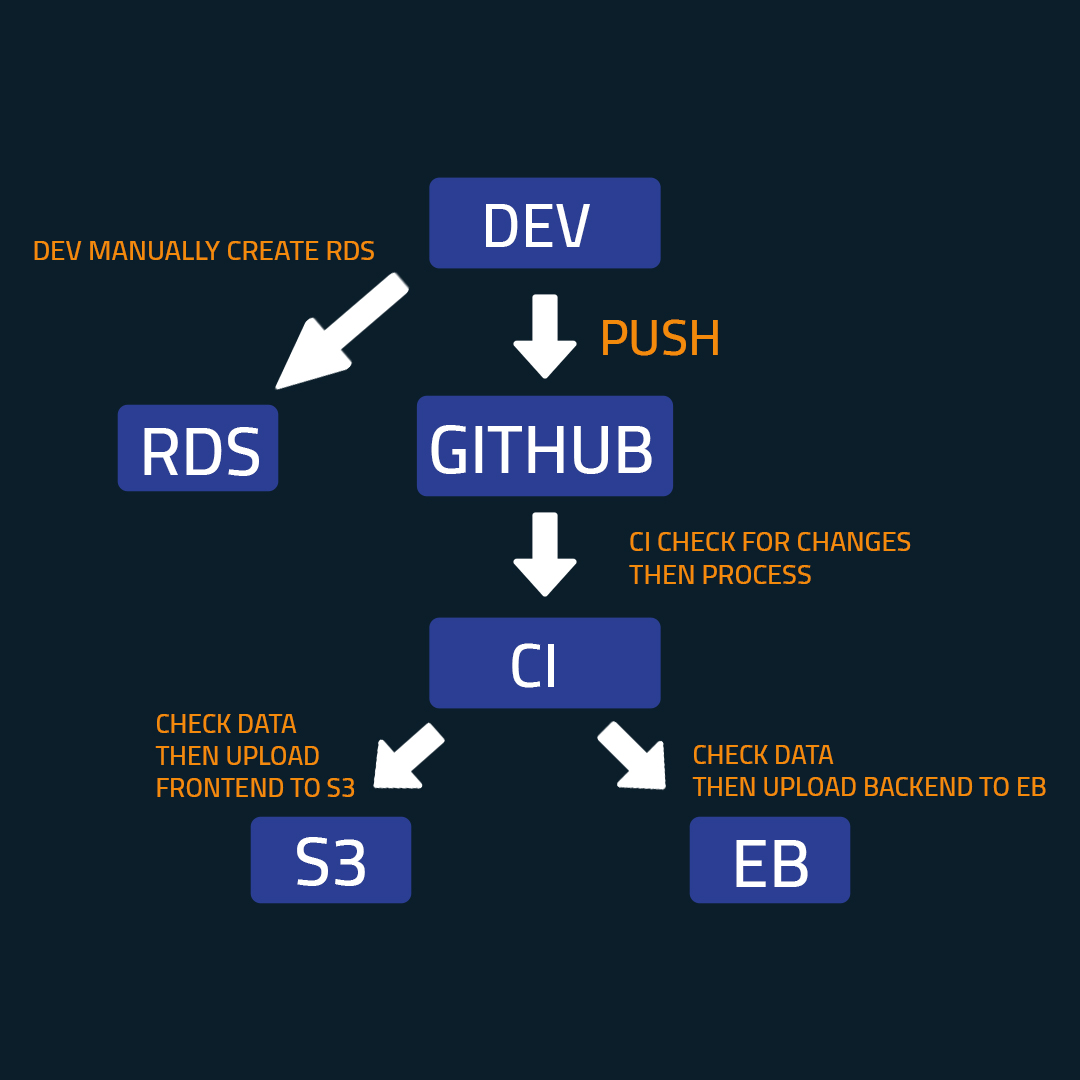 DEV
DEV MANUALLY CREATE RDS
PUSH
RDS
GITHUB
CI CHECK FOR CHANGES
THEN PROCESS
CI
CHECK DATA
THEN UPLOAD
FRONTEND TO S3
CHECK DATA
THEN UPLOAD BACKEND TO EB
S3
EB